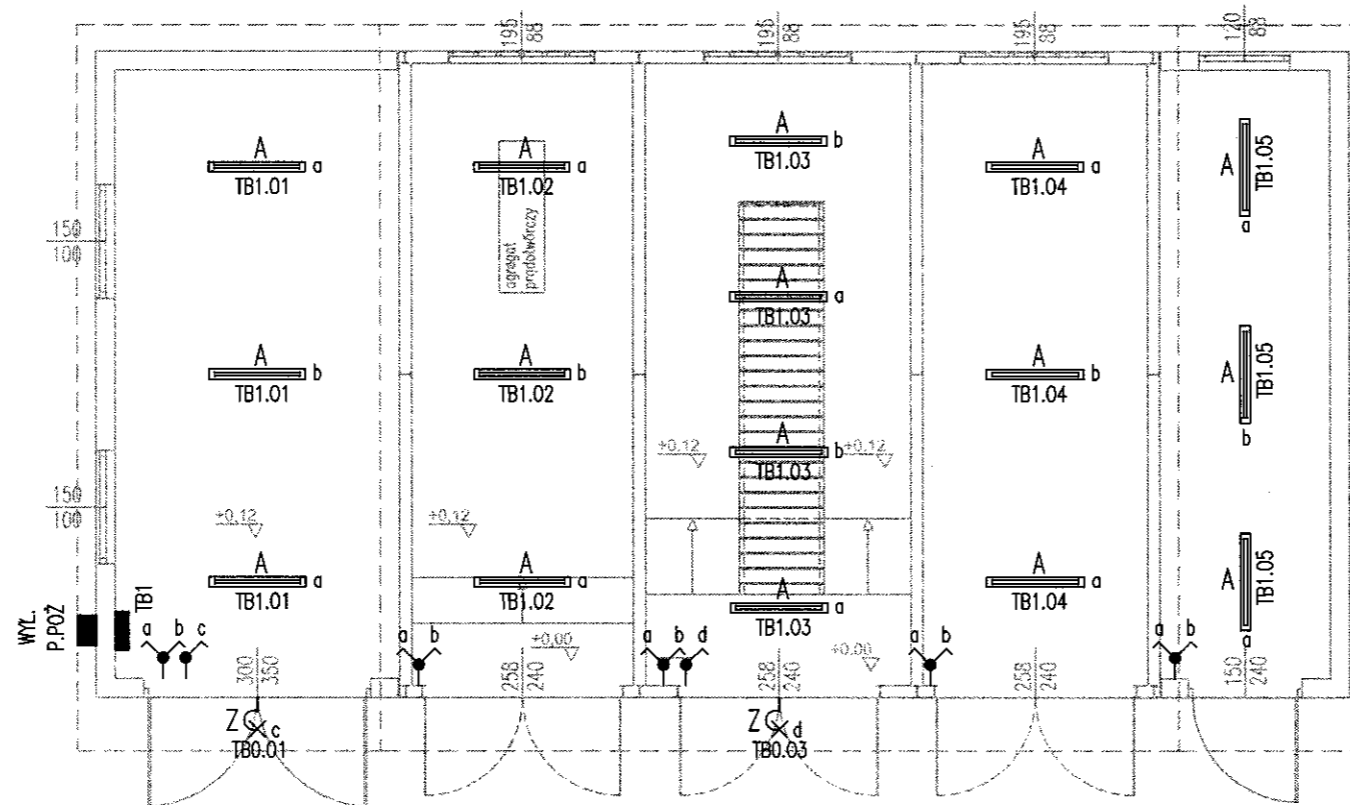 195
88
195
88
195
88
120
88
A
a
TB1.01
A
a
TB1.02
A
b
TB1.03
A
a
TB1.04
A
TB1.05
a
150
100
agregat
prądotwórczy
A
a
TB1.03
A
b
TB1.01
A
b
TB1.02
A
b
TB1.04
A
TB1.05
b
+0,12
A
b
TB1.03
+0,12
150
100
+0,12
+0,12
A
a
TB1.01
A
a
TB1.02
A
a
TB1.03
A
a
TB1.04
A
TB1.05
a
WYŁ.
P.POŻ
TB1
a b c
a b
+0,00
a b d
+0,00
a b
a b
300
350
258
240
258
240
258
240
150
240
Z
c
TB0.01
Z
d
TB0.03